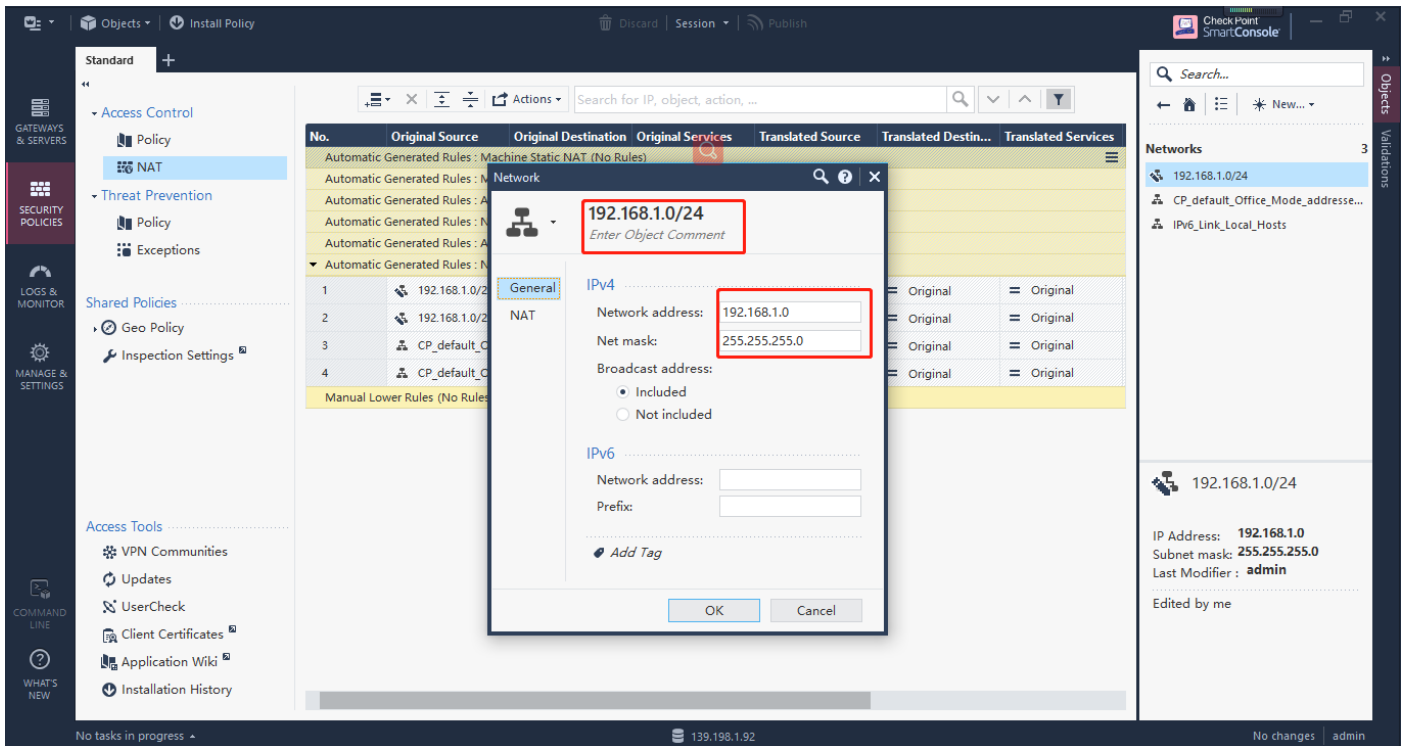 Objects
Install Policy
Discard
Session
Publish
Check Point
SmartConsole
Standard
GATEWAYS
& SERVERS
SECURITY
POLICIES
LOGS &
MONITOR
MANAGE &
SETTINGS
COMMAND
LINE
WHAT'S
NEW
Access Control
Policy
NAT
Threat Prevention
Policy
Exceptions
Shared Policies
Geo Policy
Inspection Settings
Access Tools
VPN Communities
Updates
UserCheck
Client Certificates
Application Wiki
Installation History
Actions
Search for IP, object, action, ...
No. Original Source Original Destination Original Services Translated Source Translated Destin... Translated Services
Automatic Generated Rules : Machine Static NAT (No Rules)
Automatic Generated Rules : M
Automatic Generated Rules : A
Automatic Generated Rules : N
Automatic Generated Rules : A
Automatic Generated Rules : N
1 192.168.1.0/2 = Original = Original
2 192.168.1.0/2 = Original = Original
3 CP_default_O = Original = Original
4 CP_default_O = Original = Original
Manual Lower Rules (No Rules
Network
192.168.1.0/24
Enter Object Comment
General
NAT
IPv4
Network address: 192.168.1.0
Net mask: 255.255.255.0
Broadcast address:
Included
Not included
IPv6
Network address:
Prefix:
Add Tag
OK
Cancel
Search...
New...
Networks 3
192.168.1.0/24
CP_default_Office_Mode_addresse...
IPv6_Link_Local_Hosts
192.168.1.0/24
IP Address: 192.168.1.0
Subnet mask: 255.255.255.0
Last Modifier : admin
Edited by me
Objects
Validations
No tasks in progress
139.198.1.92
No changes
admin